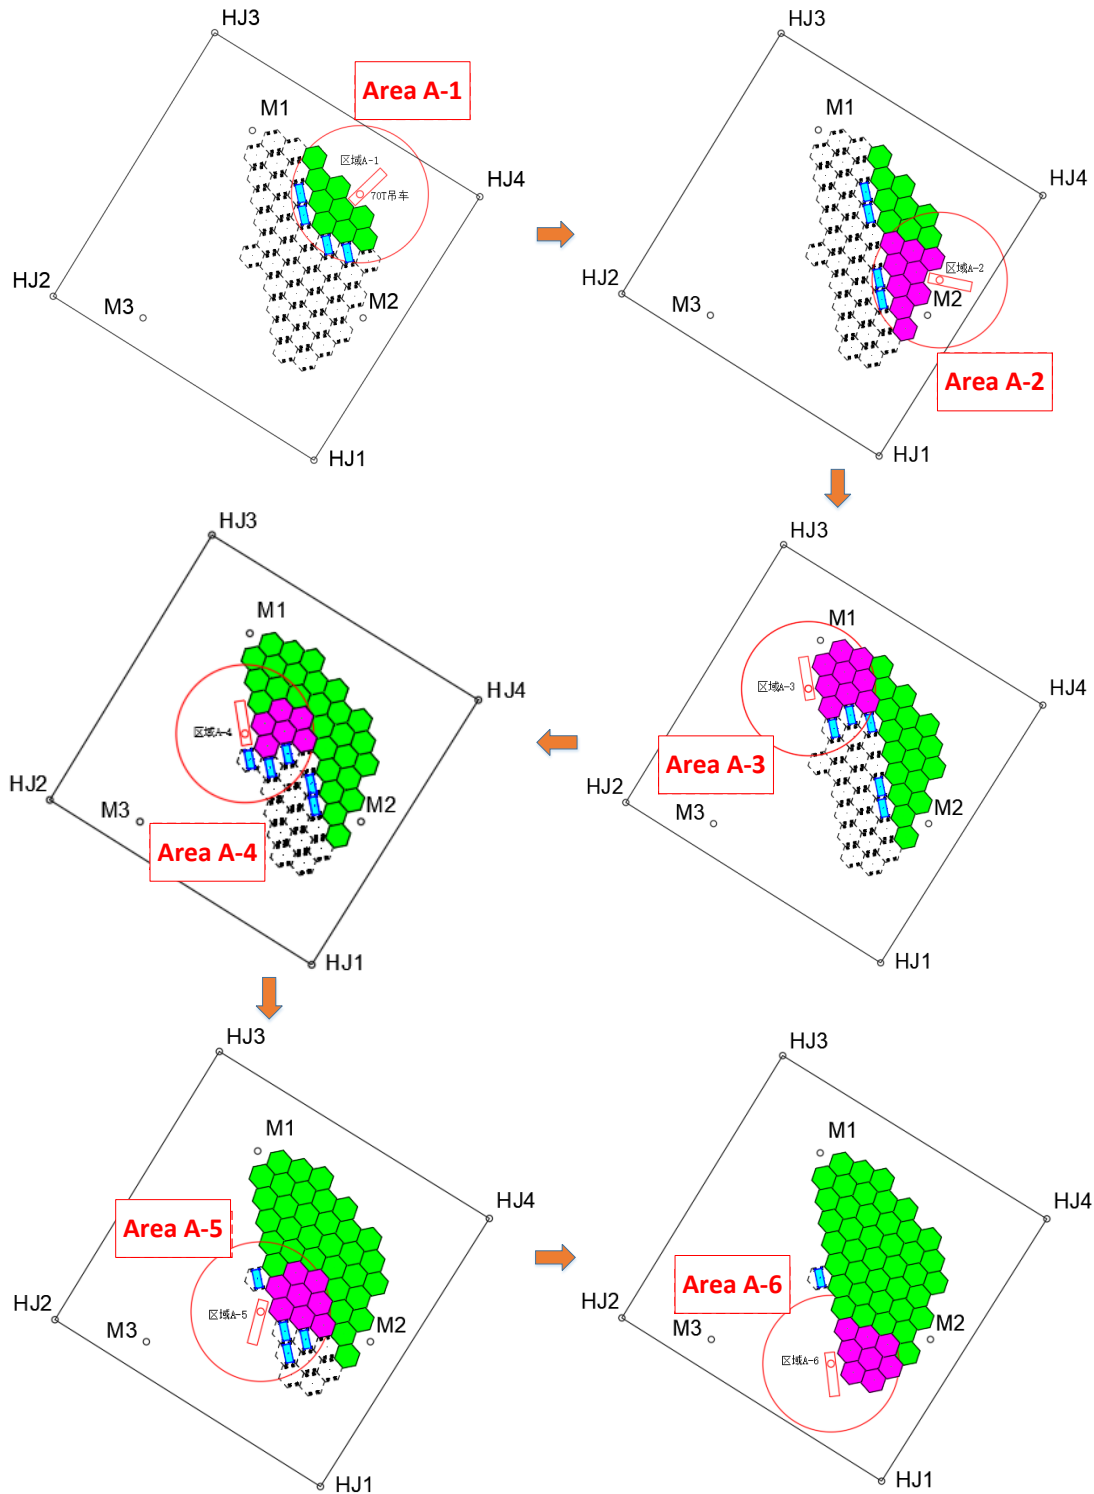 HJ3
Area A-1
M1
区域A-1
70T吊车
HJ4
HJ2
M3
M2
HJ1
HJ3
M1
HJ4
区域A-2
HJ2
M3
M2
Area A-2
HJ1
HJ3
M1
区域A-3
HJ4
Area A-3
HJ2
M3
M2
HJ1
HJ3
M1
HJ4
区域A-4
HJ2
M3
M2
Area A-4
HJ1
HJ3
M1
Area A-5
HJ4
HJ2
区域A-5
M3
M2
HJ1
HJ3
M1
HJ4
Area A-6
HJ2
M3
M2
区域A-6
HJ1